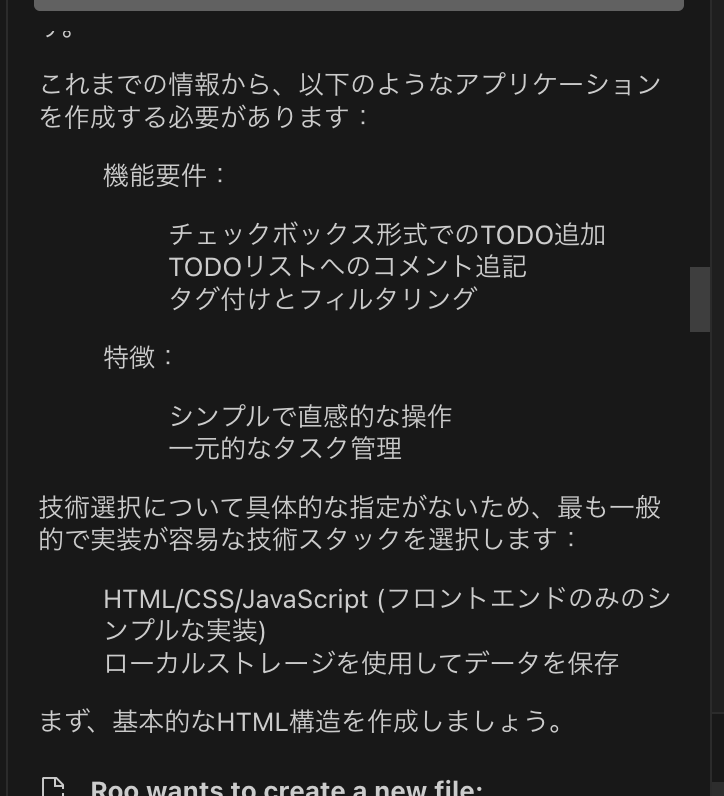 う。
これまでの情報から、以下のようなアプリケーション
を作成する必要があります：
機能要件：
チェックボックス形式でのTODO追加
TODOリストへのコメント追記
タグ付けとフィルタリング
特徴：
シンプルで直感的な操作
一元的なタスク管理
技術選択について具体的な指定がないため、最も一般
的で実装が容易な技術スタックを選択します：
HTML/CSS/JavaScript (フロントエンドのみのシ
ンプルな実装)
ローカルストレージを使用してデータを保存
まず、基本的なHTML構造を作成しましょう。
Roo wants to create a new file: